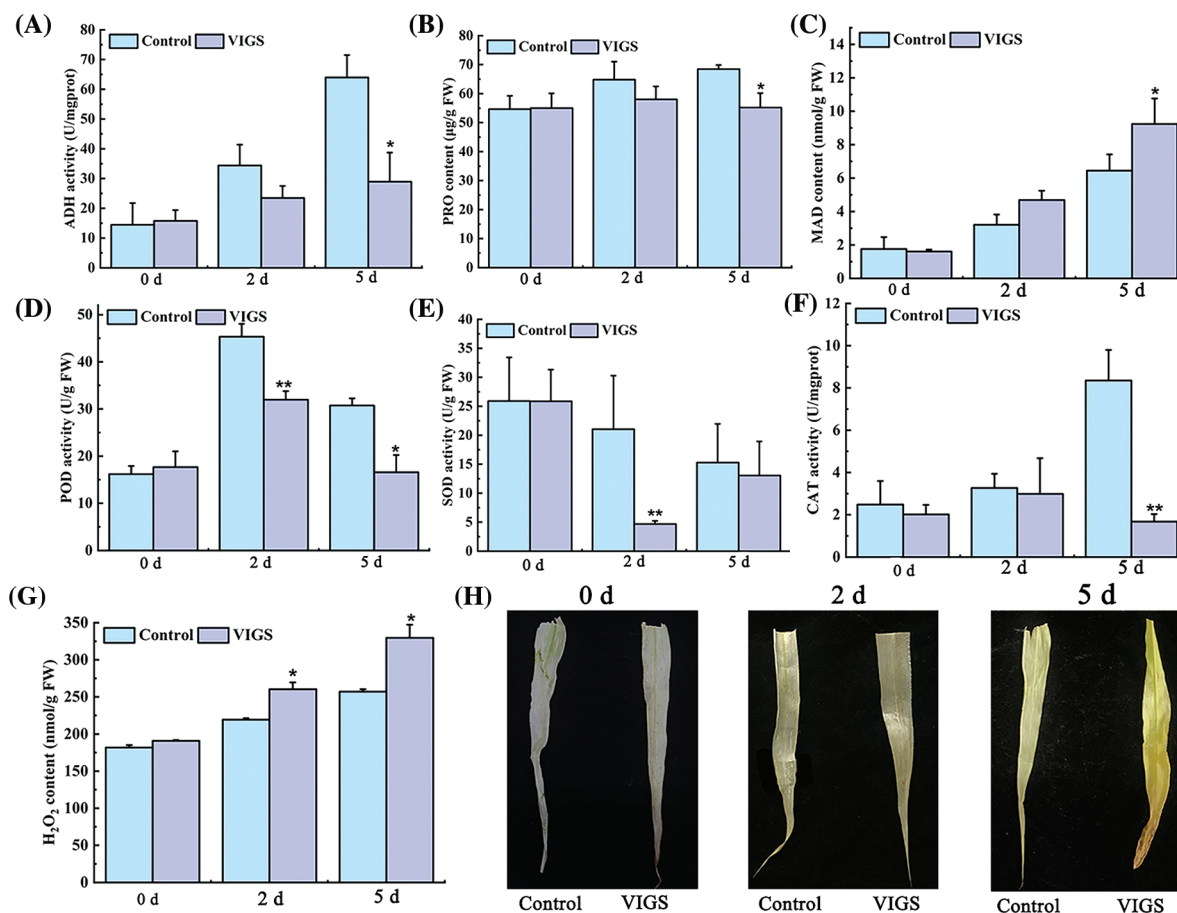 (A)
Control VIGS
ADH activity (U/mgprot)
80
70
60
50
40
30
20
10
0
*
0 d 2 d 5 d
(B)
Control VIGS
PRO content (μg/g FW)
80
70
60
50
40
30
20
10
0
*
0 d 2 d 5 d
(C)
Control VIGS
MAD content (nmol/g FW)
14
12
10
8
6
4
2
0
*
0 d 2 d 5 d
(D)
Control VIGS
POD activity (U/g FW)
50
40
30
20
10
0
**
*
0 d 2 d 5 d
(E)
Control VIGS
SOD activity (U/g FW)
40
35
30
25
20
15
10
5
0
**
0 d 2 d 5 d
(F)
Control VIGS
CAT activity (U/mgprot)
12
10
8
6
4
2
0
**
0 d 2 d 5 d
(G)
Control VIGS
H₂O₂ content (nmol/g FW)
350
300
250
200
150
100
50
0
*
*
0 d 2 d 5 d
(H)
0 d 2 d 5 d
Control VIGS Control VIGS Control VIGS